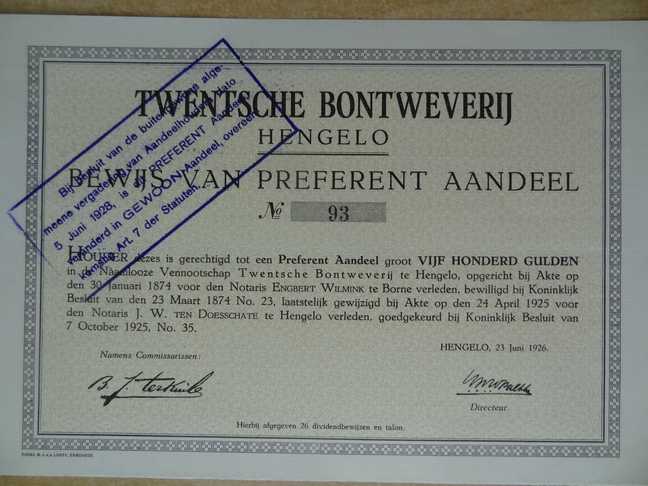 TWENTSCHE BONTWEVERIJ
HENGELO
BEWIJS VAN PREFERENT AANDEEL
No 93
HOUDER dezes is gerechtigd tot een Preferent Aandeel groot VIJF HONDERD GULDEN
in de Naamlooze Vennootschap Twentsche Bontweverij te Hengelo, opgericht bij Akte op
den 30 Januari 1874 voor den Notaris ENGBERT WILMINK te Borne verleden, bewilligd bij Koninklijk
Besluit van den 23 Maart 1874 No. 23, laatstelijk gewijzigd bij Akte op den 24 April 1925 voor
den Notaris J. W. TEN DOESSCHATE te Hengelo verleden, goedgekeurd bij Koninklijk Besluit van
7 October 1925, No. 35.
HENGELO, 23 Juni 1926.
Namens Commissarissen:
B. J. terkuile
Directeur.
Hierbij afgegeven 26 dividendbewijzen en talon.
Bij besluit van de buitengewone alge-
meene vergadering van Aandeelhouders dato
5 Juni 1928, is dit PREFERENT Aandeel
veranderd in GEWOON Aandeel, overeen-
Art. 7 der Statuten.